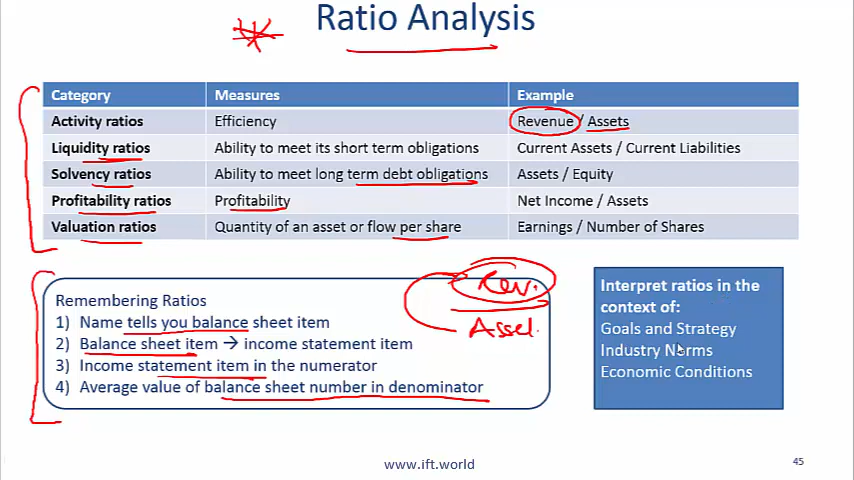 Ratio Analysis
Category Measures Example
Activity ratios Efficiency Revenue / Assets
Liquidity ratios Ability to meet its short term obligations Current Assets / Current Liabilities
Solvency ratios Ability to meet long term debt obligations Assets / Equity
Profitability ratios Profitability Net Income / Assets
Valuation ratios Quantity of an asset or flow per share Earnings / Number of Shares
Remembering Ratios
1) Name tells you balance sheet item
2) Balance sheet item → income statement item
3) Income statement item in the numerator
4) Average value of balance sheet number in denominator
Rev.
Asset.
Interpret ratios in the
context of:
Goals and Strategy
Industry Norms
Economic Conditions
www.ift.world
45